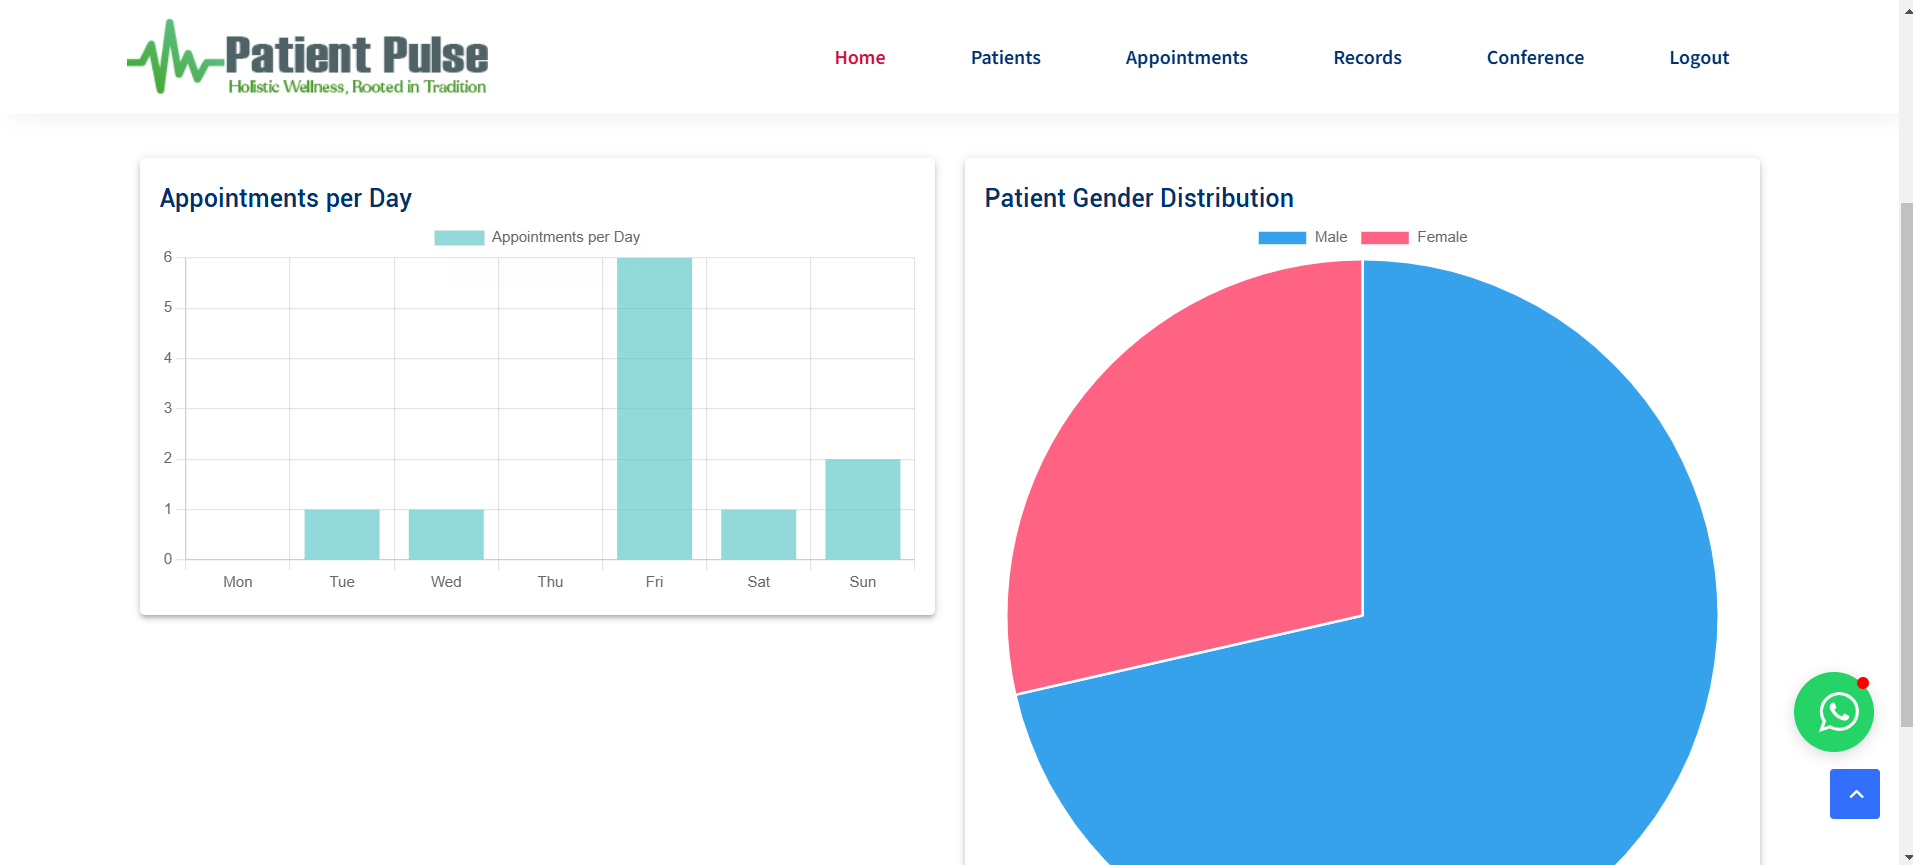 Patient Pulse
Holistic Wellness, Rooted in Tradition
Home Patients Appointments Records Conference Logout
Appointments per Day
Appointments per Day
6
5
4
3
2
1
0
Mon Tue Wed Thu Fri Sat Sun
Patient Gender Distribution
Male Female